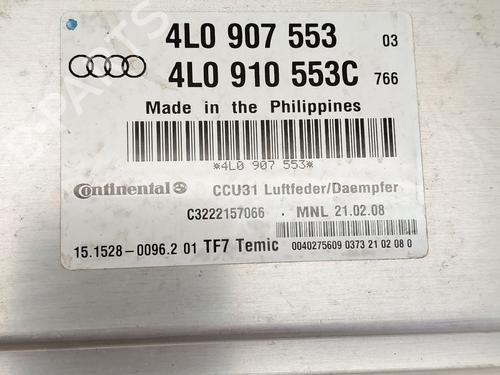 4L0 907 553 03
4L0 910 553C 766
Made in the Philippines
*4L0 907 553*
Continental CCU31 Luftfeder/Daempfer
C3222157066 . MNL 21.02.08
15.1528-0096.2 01 TF7 Temic 0040275609 0373 21 02 08 0
B-PARTS